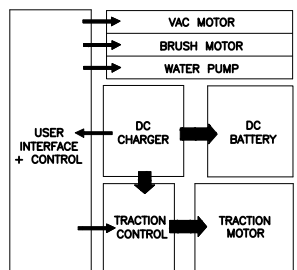 VAC MOTOR
BRUSH MOTOR
WATER PUMP
USER
INTERFACE
+ CONTROL
DC
CHARGER
DC
BATTERY
TRACTION
CONTROL
TRACTION
MOTOR